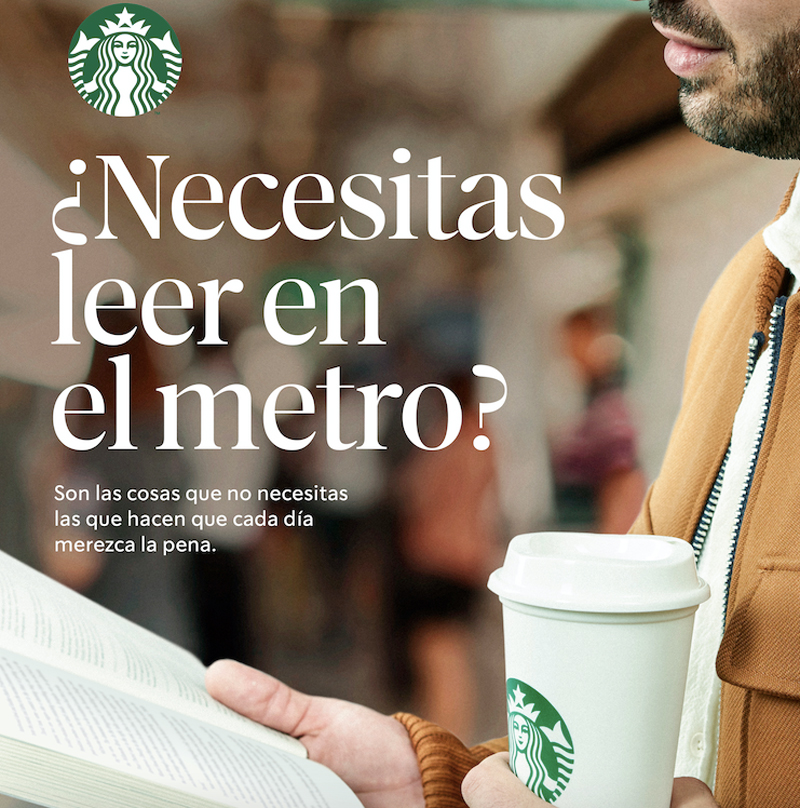 ¿Necesitas
leer en
el metro?
Son las cosas que no necesitas
las que hacen que cada día
merezca la pena.